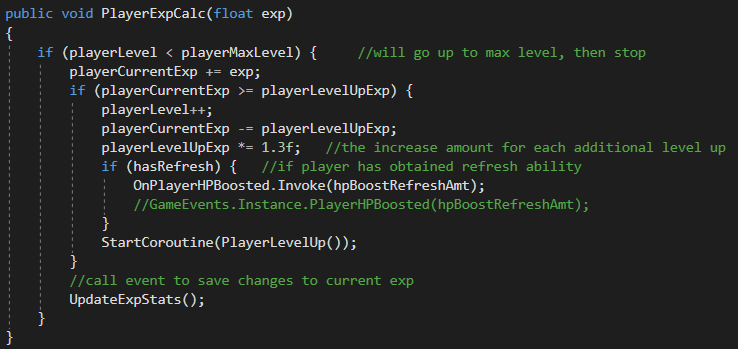 public void PlayerExpCalc(float exp)
{
    if (playerLevel < playerMaxLevel) {     //will go up to max level, then stop
        playerCurrentExp += exp;
        if (playerCurrentExp >= playerLevelUpExp) {
            playerLevel++;
            playerCurrentExp -= playerLevelUpExp;
            playerLevelUpExp *= 1.3f;   //the increase amount for each additional level up
            if (hasRefresh) {   //if player has obtained refresh ability
                OnPlayerHPBoosted.Invoke(hpBoostRefreshAmt);
                //GameEvents.Instance.PlayerHPBoosted(hpBoostRefreshAmt);
            }
            StartCoroutine(PlayerLevelUp());
        }
        //call event to save changes to current exp
        UpdateExpStats();
    }
}